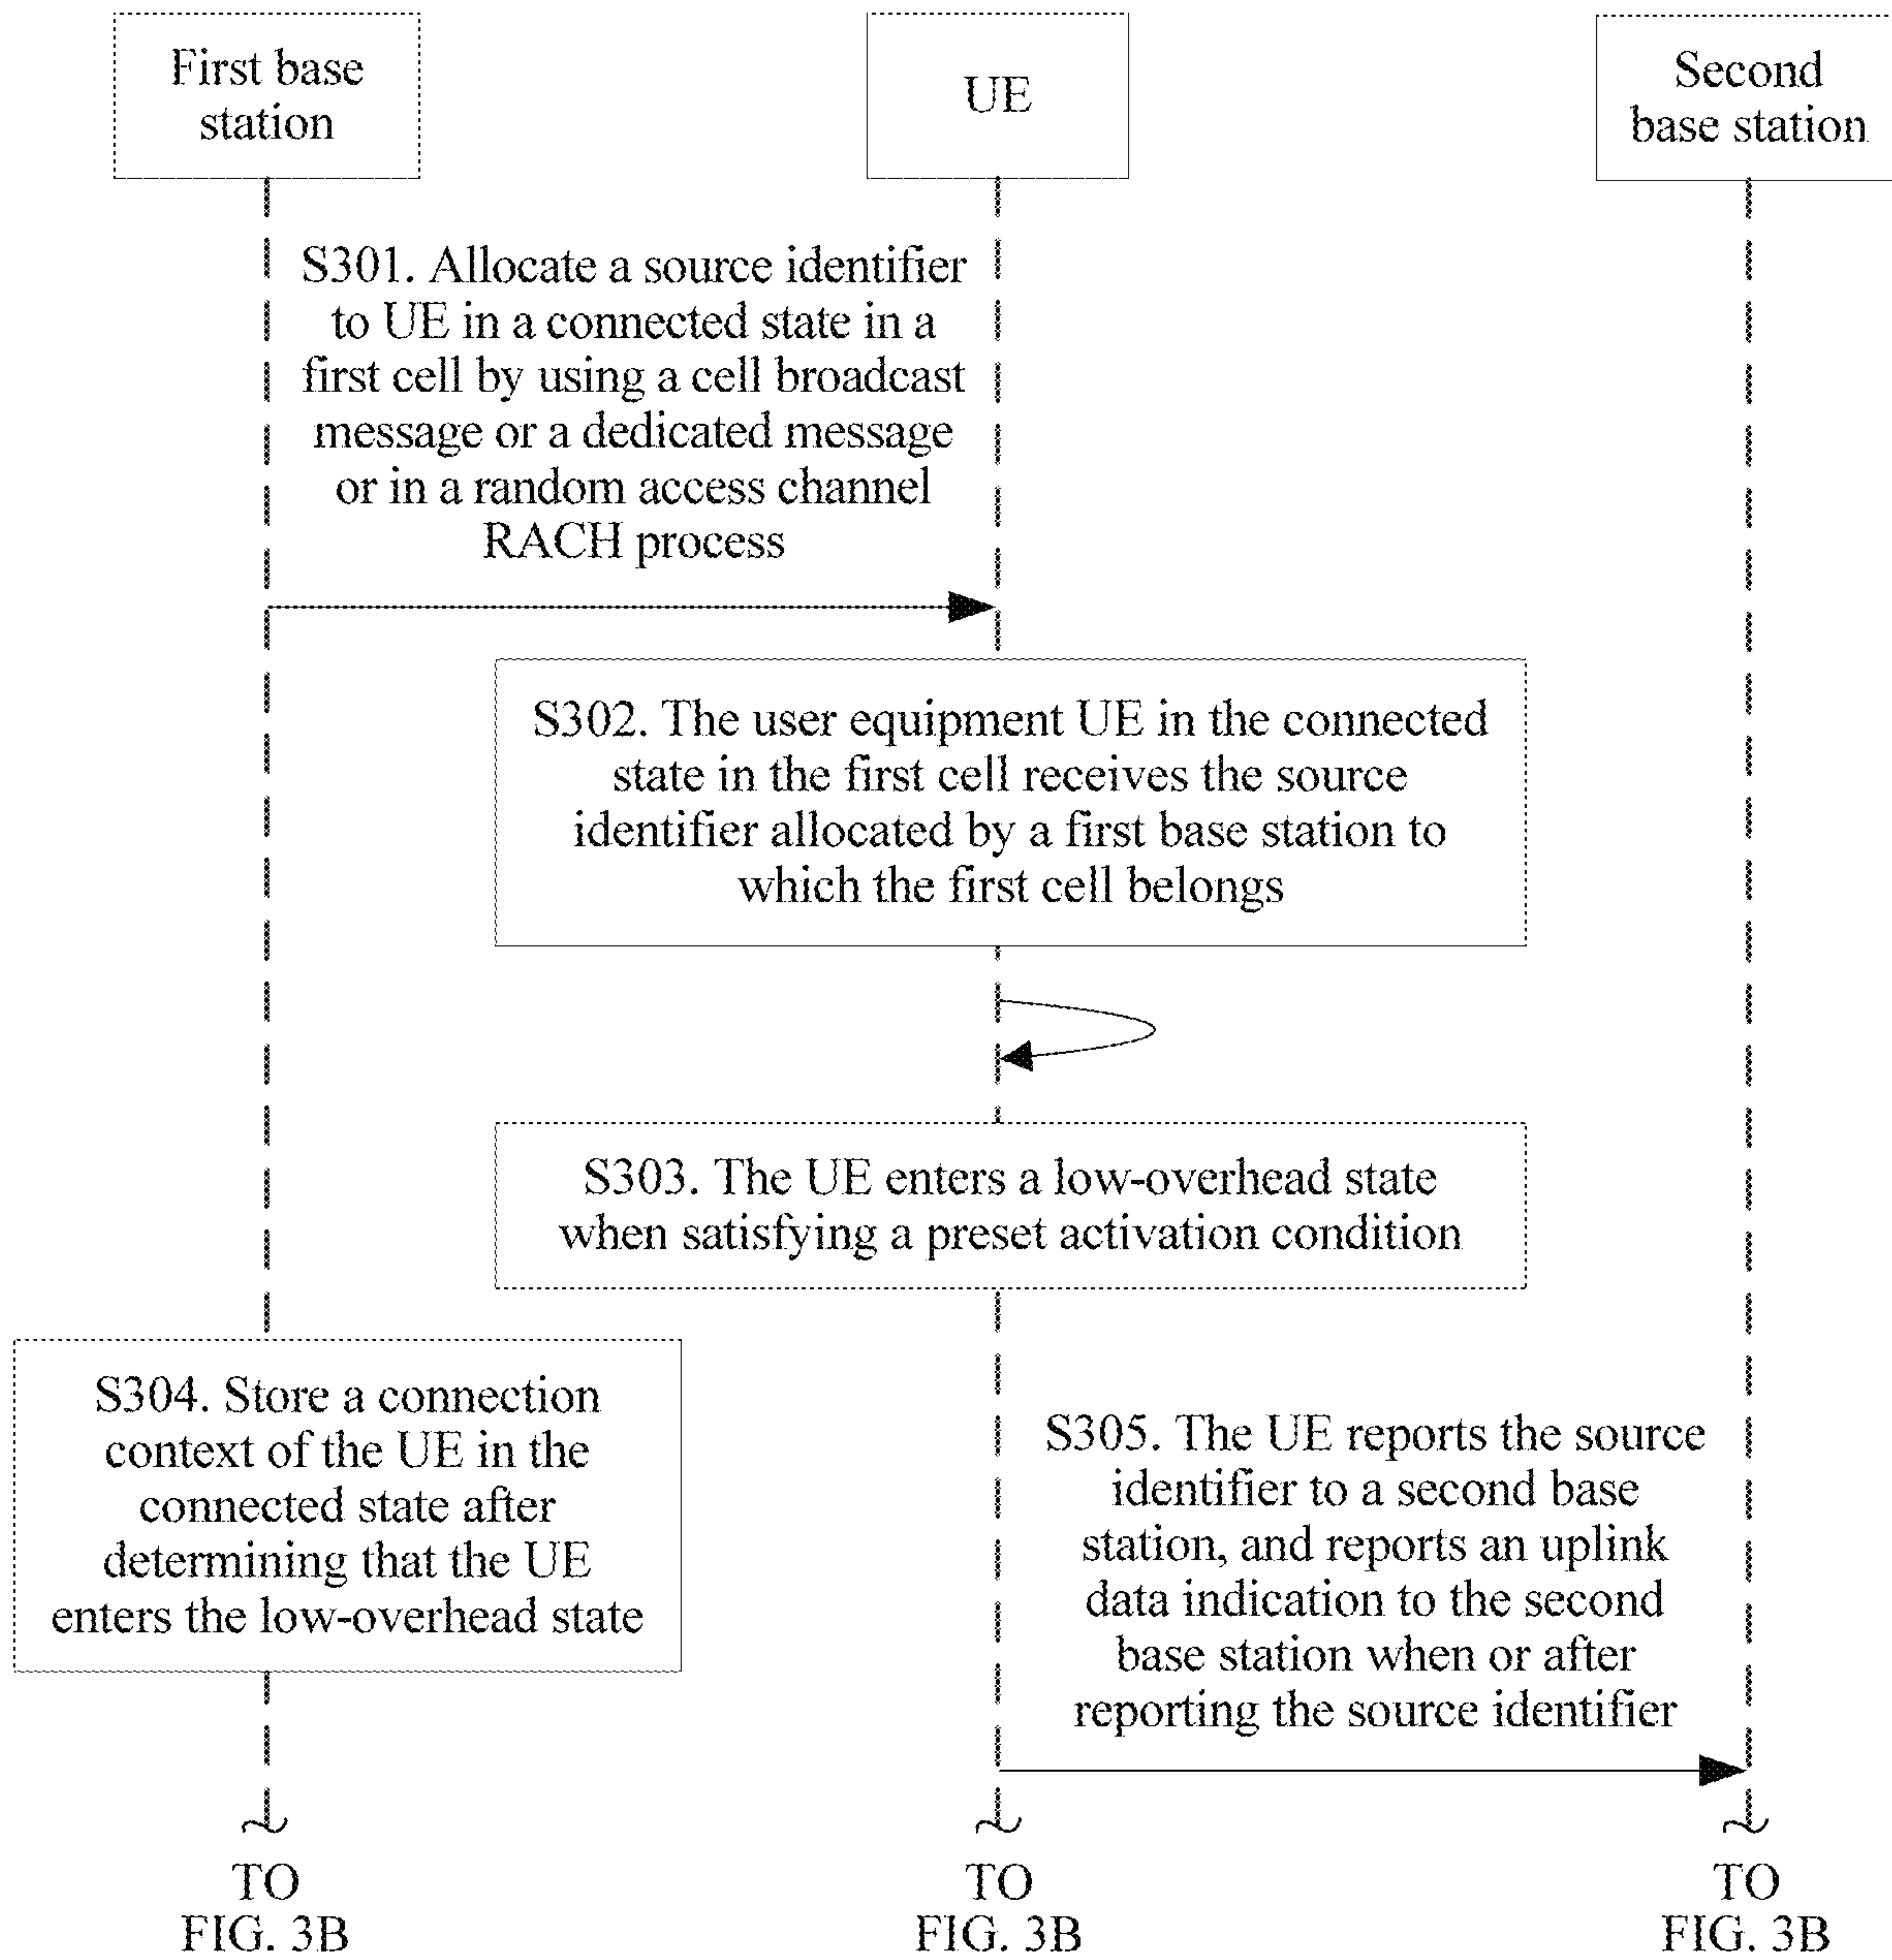 First base
station
UE
Second
base station
S301. Allocate a source identifier
to UE in a connected state in a
first cell by using a cell broadcast
message or a dedicated message
or in a random access channel
RACH process
S302. The user equipment UE in the connected
state in the first cell receives the source
identifier allocated by a first base station to
which the first cell belongs
S303. The UE enters a low-overhead state
when satisfying a preset activation condition
S304. Store a connection
context of the UE in the
connected state after
determining that the UE
enters the low-overhead state
S305. The UE reports the source
identifier to a second base
station, and reports an uplink
data indication to the second
base station when or after
reporting the source identifier
TO
FIG. 3B
TO
FIG. 3B
TO
FIG. 3B